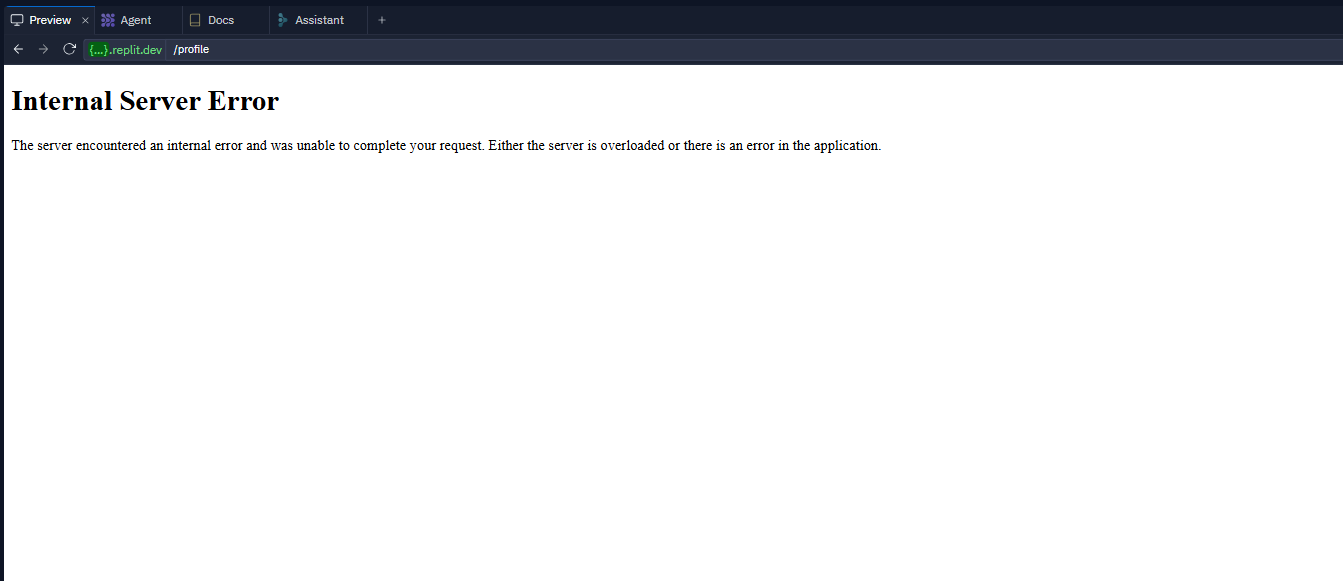 Preview
Agent
Docs
Assistant
{...}.replit.dev /profile
Internal Server Error
The server encountered an internal error and was unable to complete your request. Either the server is overloaded or there is an error in the application.